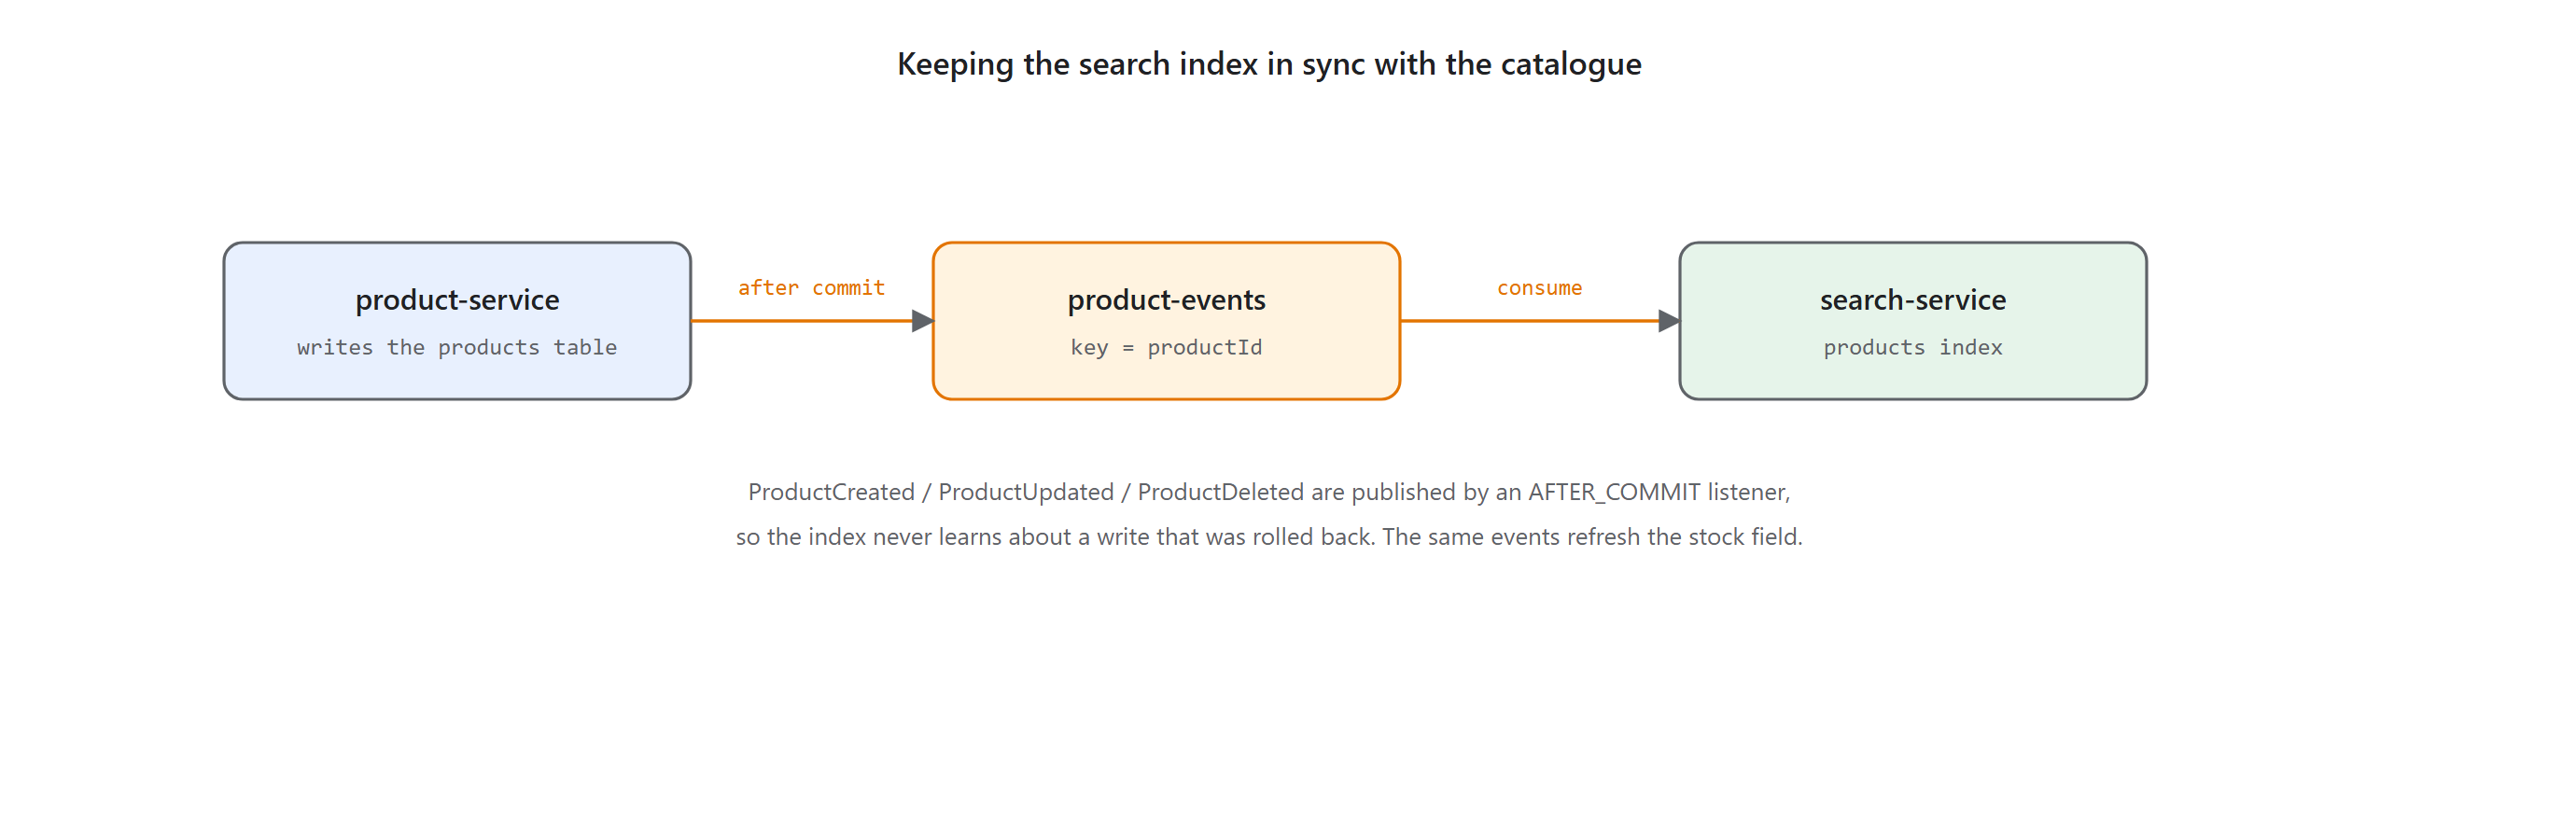 Keeping the search index in sync with the catalogue
product-service
writes the products table
after commit
product-events
key = productId
consume
search-service
products index
ProductCreated / ProductUpdated / ProductDeleted are published by an AFTER_COMMIT listener,
so the index never learns about a write that was rolled back. The same events refresh the stock field.